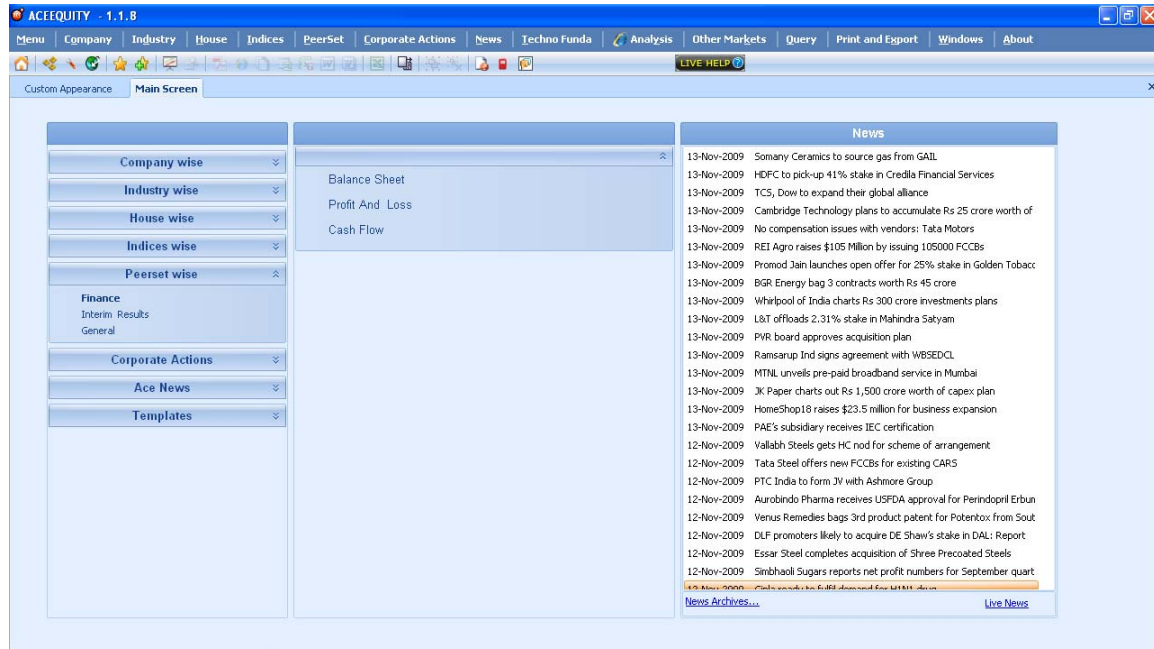 ACEEQUITY - 1.1.8
Menu Company Industry House Indices PeerSet Corporate Actions News Techno Funda Analysis Other Markets Query Print and Export Windows About
LIVE HELP ?
Custom Appearance Main Screen
Company wise
Industry wise
House wise
Indices wise
Peerset wise
Finance
Interim Results
General
Corporate Actions
Ace News
Templates
Balance Sheet
Profit And Loss
Cash Flow
News
13-Nov-2009 Somany Ceramics to source gas from GAIL
13-Nov-2009 HDFC to pick-up 41% stake in Credila Financial Services
13-Nov-2009 TCS, Dow to expand their global alliance
13-Nov-2009 Cambridge Technology plans to accumulate Rs 25 crore worth of
13-Nov-2009 No compensation issues with vendors: Tata Motors
13-Nov-2009 REI Agro raises $105 Million by issuing 105000 FCCBs
13-Nov-2009 Promod Jain launches open offer for 25% stake in Golden Tobacc
13-Nov-2009 BGR Energy bag 3 contracts worth Rs 45 crore
13-Nov-2009 Whirlpool of India charts Rs 300 crore investments plans
13-Nov-2009 L&T offloads 2.31% stake in Mahindra Satyam
13-Nov-2009 PVR board approves acquisition plan
13-Nov-2009 Ramsarup Ind signs agreement with WBSEDCL
13-Nov-2009 MTNL unveils pre-paid broadband service in Mumbai
13-Nov-2009 JK Paper charts out Rs 1,500 crore worth of capex plan
13-Nov-2009 HomeShop18 raises $23.5 million for business expansion
13-Nov-2009 PAE's subsidiary receives IEC certification
12-Nov-2009 Vallabh Steels gets HC nod for scheme of arrangement
12-Nov-2009 Tata Steel offers new FCCBs for existing CARS
12-Nov-2009 PTC India to form JV with Ashmore Group
12-Nov-2009 Aurobindo Pharma receives USFDA approval for Perindopril Erbun
12-Nov-2009 Venus Remedies bags 3rd product patent for Potentox from Sout
12-Nov-2009 DLF promoters likely to acquire DE Shaw's stake in DAL: Report
12-Nov-2009 Essar Steel completes acquisition of Shree Precoated Steels
12-Nov-2009 Simbhaoli Sugars reports net profit numbers for September quart
12-Nov-2009 Cipla ready to fulfil demand for H1N1 drug
News Archives... Live News